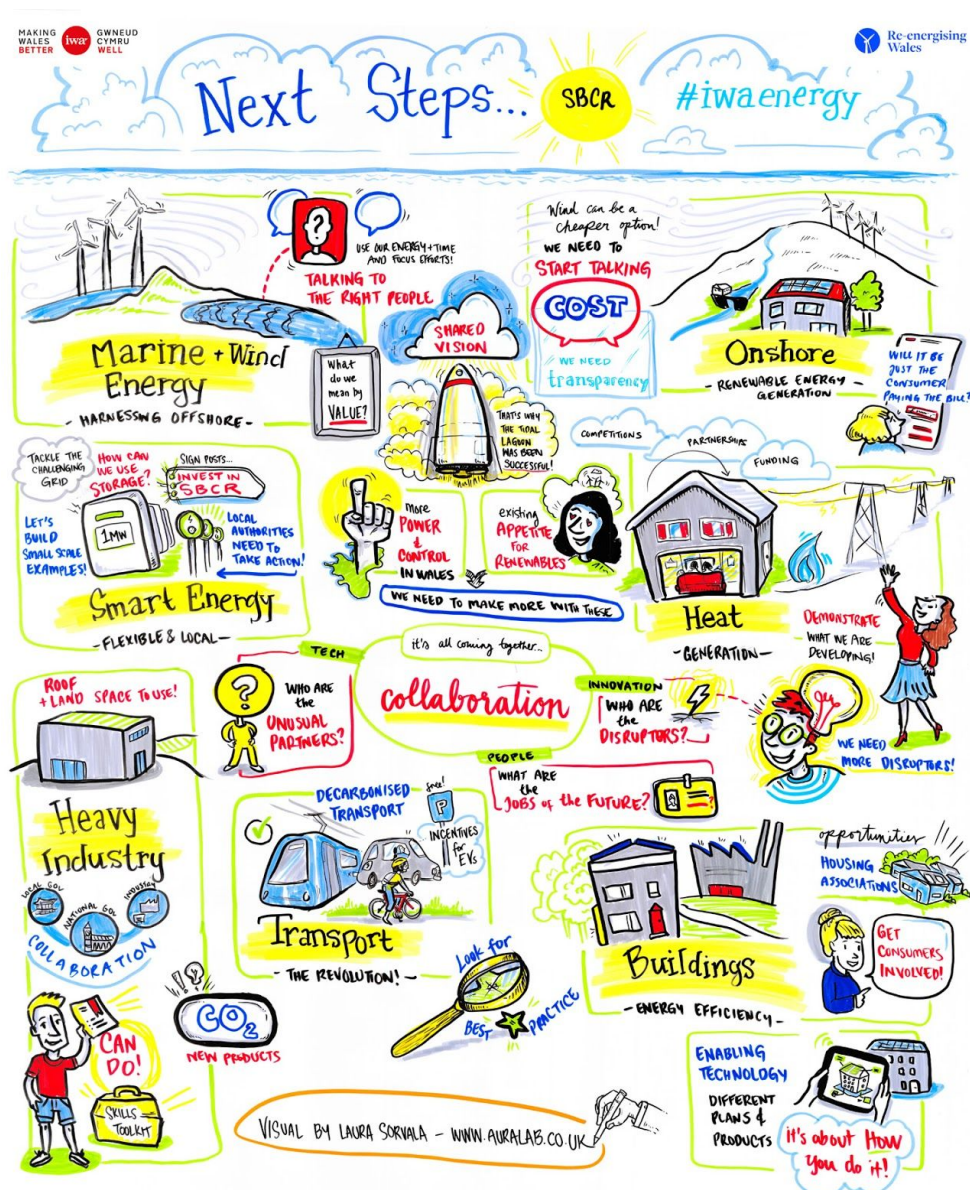 MAKING
WALES
BETTER
iwa
GWNEUD
CYMRU
WELL
Re-energising
Wales
Next Steps...
SBCR
#iwaenergy
USE OUR ENERGY + TIME
AND FOCUS EFFORTS!
TALKING TO
THE RIGHT PEOPLE
Marine + Wind
Energy
- HARNESSING OFFSHORE -
What
do we
mean by
VALUE?
SHARED
VISION
THAT'S WHY
THE TIDAL
LAGOON
HAS BEEN
SUCCESSFUL!
Wind can be a
cheaper option!
WE NEED TO
START TALKING
COST
WE NEED
transparency
Onshore
- RENEWABLE ENERGY -
GENERATION
WILL IT BE
JUST THE
CONSUMER
PAYING THE BILL?
TACKLE THE
CHALLENGING
GRID
HOW CAN
WE USE
STORAGE?
SIGN POSTS...
INVEST IN
SBCR
1MW
LET'S
BUILD
SMALL SCALE
EXAMPLES!
LOCAL
AUTHORITIES
NEED TO
TAKE ACTION!
Smart Energy
- FLEXIBLE & LOCAL -
more
POWER
&
CONTROL
IN WALES
existing
APPETITE
FOR
RENEWABLES
WE NEED TO MAKE MORE WITH THESE
COMPETITIONS
PARTNERSHIPS
FUNDING
Heat
- GENERATION -
DEMONSTRATE
WHAT WE ARE
DEVELOPING!
it's all coming together...
collaboration
TECH
WHO ARE
the
UNUSUAL
PARTNERS?
INNOVATION
WHO ARE
the
DISRUPTORS?
WE NEED
MORE DISRUPTORS!
PEOPLE
WHAT ARE
the
JOBS of the FUTURE?
ROOF
+ LAND SPACE TO USE!
Heavy
Industry
LOCAL GOV
NATIONAL GOV
INDUSTRY
COLLABORATION
CAN
DO!
SKILLS
TOOLKIT
CO2
NEW PRODUCTS
DECARBONISED
TRANSPORT
free!
P
INCENTIVES
for
EVs
Transport
- THE REVOLUTION! -
Look for
BEST PRACTICE
Buildings
- ENERGY EFFICIENCY -
opportunities
HOUSING
ASSOCIATIONS
GET
CONSUMERS
INVOLVED!
ENABLING
TECHNOLOGY
DIFFERENT
PLANS &
PRODUCTS
it's about HOW
you do it!
VISUAL BY LAURA SORVALA - WWW.AURALAB.CO.UK